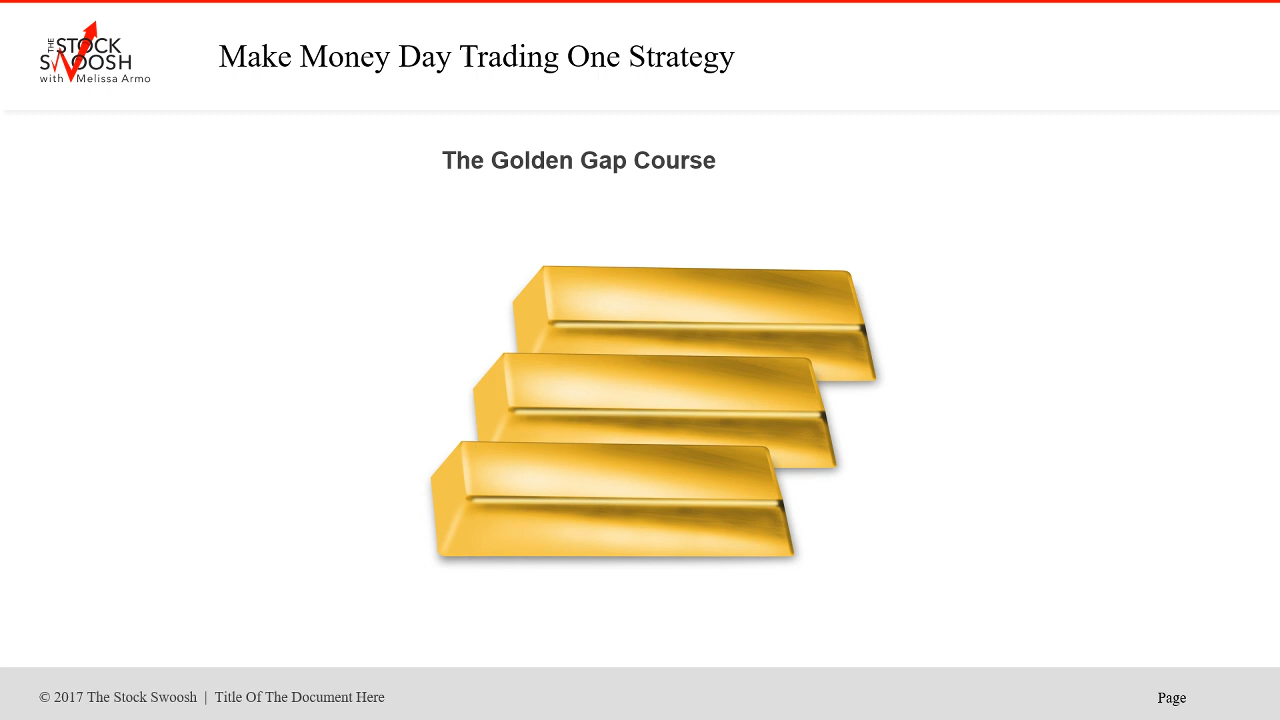 THE STOCK
SWOOSH
with Melissa Armo
Make Money Day Trading One Strategy
The Golden Gap Course
© 2017 The Stock Swoosh | Title Of The Document Here
Page